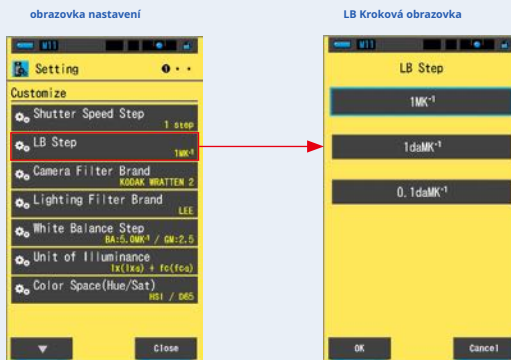 obrazovka nastavení
M11
Setting
Customize
Shutter Speed Step
1 step
LB Step
1MK⁻¹
Camera Filter Brand
KODAK WRATTEN 2
Lighting Filter Brand
LEE
White Balance Step
BA:5.0MK⁻¹ / GM:2.5
Unit of Illuminance
lx(lxs) + fc(fcs)
Color Space(Hue/Sat)
HSI / D65
Close
LB Kroková obrazovka
M11
LB Step
1MK⁻¹
1daMK⁻¹
0.1daMK⁻¹
OK
Cancel